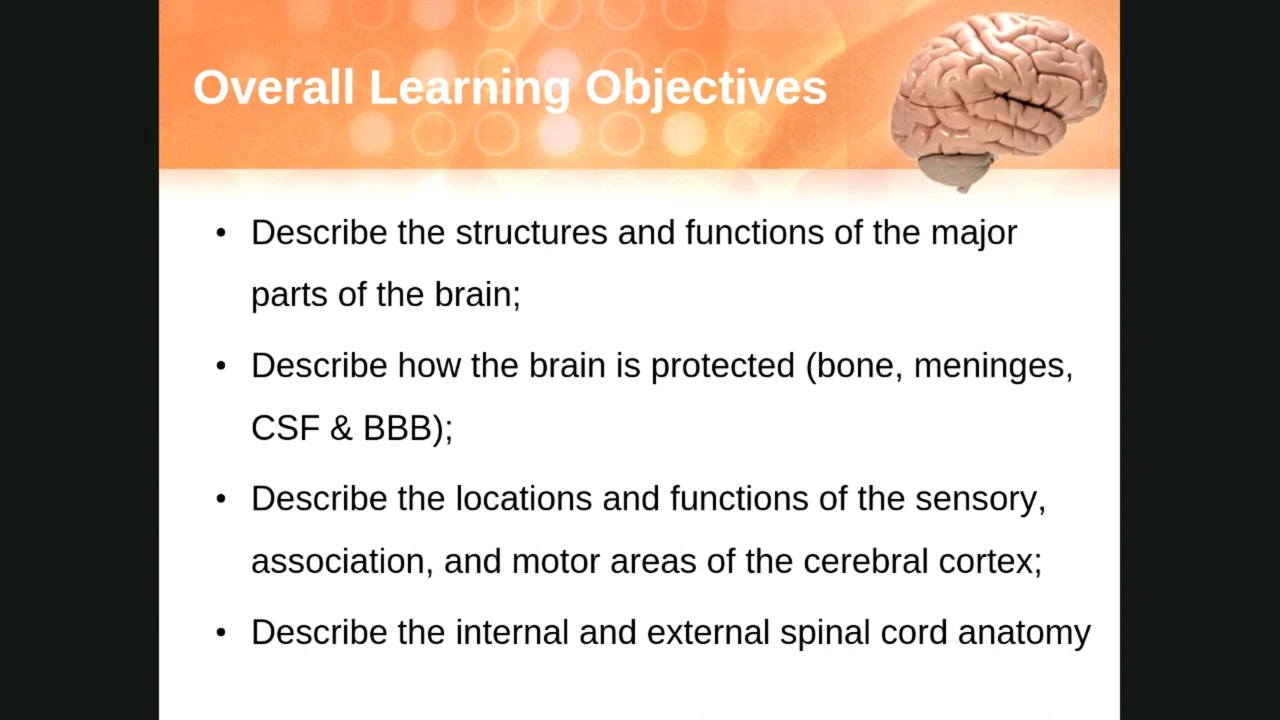 Overall Learning Objectives
• Describe the structures and functions of the major
parts of the brain;
• Describe how the brain is protected (bone, meninges,
CSF & BBB);
• Describe the locations and functions of the sensory,
association, and motor areas of the cerebral cortex;
• Describe the internal and external spinal cord anatomy